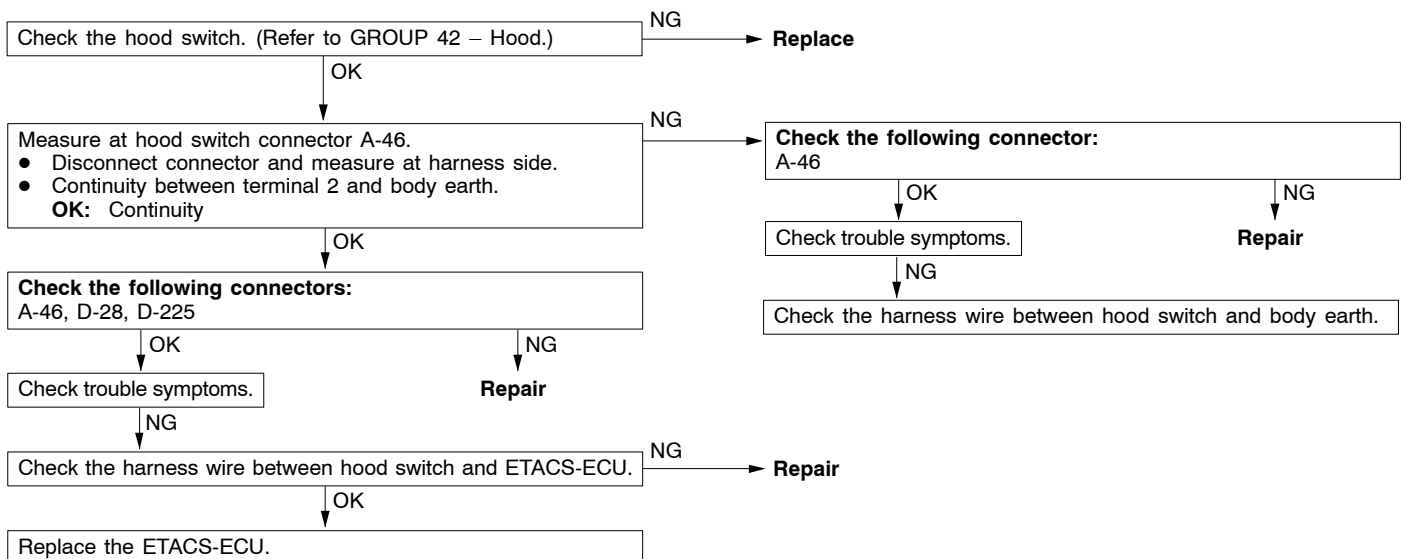 Check the hood switch. (Refer to GROUP 42 – Hood.)
NG
Replace
OK
Measure at hood switch connector A-46.
● Disconnect connector and measure at harness side.
● Continuity between terminal 2 and body earth.
OK: Continuity
NG
Check the following connector:
A-46
OK
NG
Check trouble symptoms.
Repair
NG
Check the harness wire between hood switch and body earth.
OK
Check the following connectors:
A-46, D-28, D-225
OK
NG
Check trouble symptoms.
Repair
NG
Check the harness wire between hood switch and ETACS-ECU.
NG
Repair
OK
Replace the ETACS-ECU.